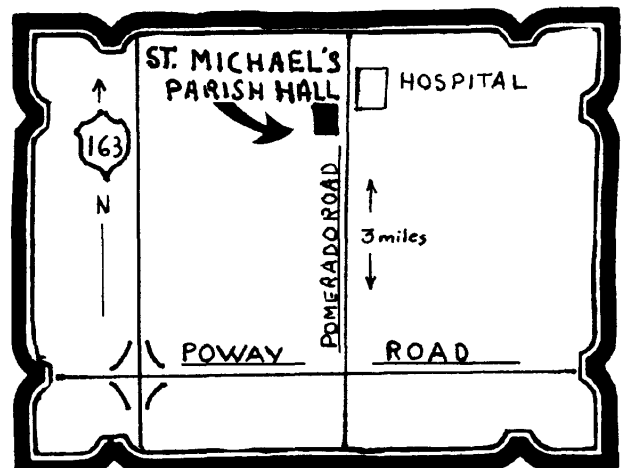 ST. MICHAEL'S
PARISH HALL
HOSPITAL
163
N
POMERADO ROAD
3 miles
POWAY ROAD